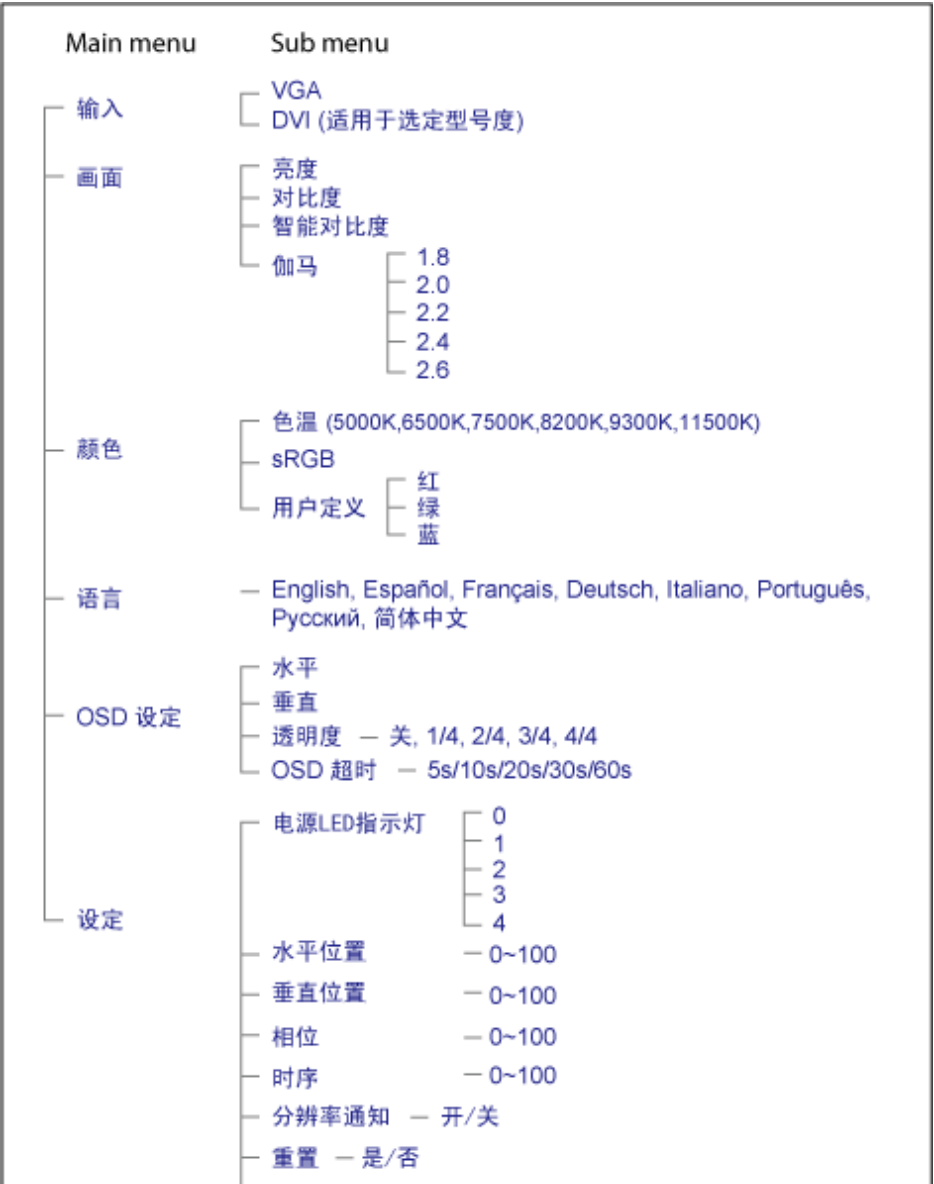 Main menu Sub menu
输入
VGA
DVI (适用于选定型号度)
画面
亮度
对比度
智能对比度
伽马
1.8
2.0
2.2
2.4
2.6
颜色
色温 (5000K,6500K,7500K,8200K,9300K,11500K)
sRGB
用户定义
红
绿
蓝
语言
English, Español, Français, Deutsch, Italiano, Português,
Русский, 简体中文
OSD 设定
水平
垂直
透明度 — 关, 1/4, 2/4, 3/4, 4/4
OSD 超时 — 5s/10s/20s/30s/60s
设定
电源LED指示灯
0
1
2
3
4
水平位置 — 0~100
垂直位置 — 0~100
相位 — 0~100
时序 — 0~100
分辨率通知 — 开/关
重置 — 是/否